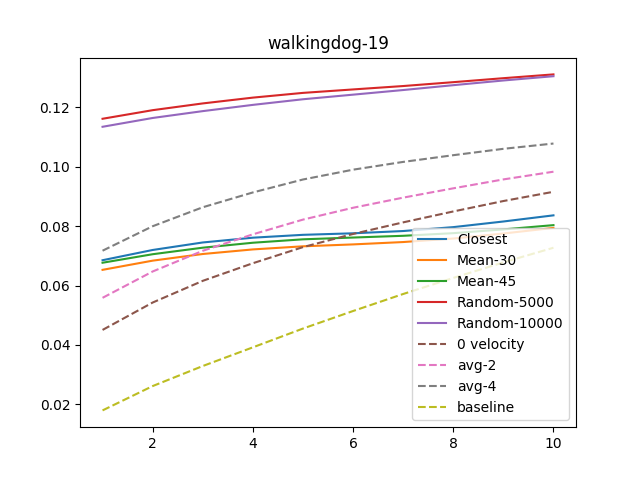 walkingdog-19
0.12
0.10
0.08
0.06
0.04
0.02
2
4
6
8
10
Closest
Mean-30
Mean-45
Random-5000
Random-10000
0 velocity
avg-2
avg-4
baseline